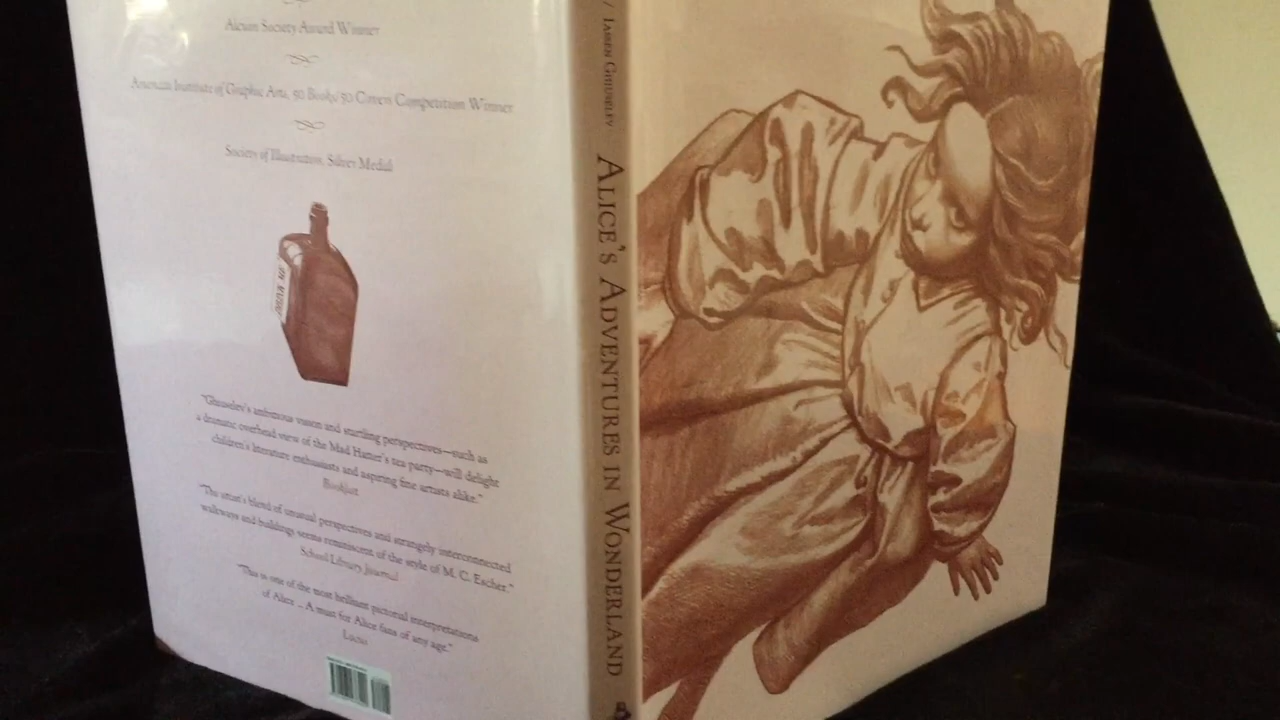 Alcuin Society Award Winner
American Institute of Graphic Arts, 50 Books/50 Covers Competition Winner
Society of Illustration, Silver Medal
"Ghiuselev's ambitious vision and startling perspectives—such as
a dramatic overhead view of the Mad Hatter's tea party—will delight
children's literature enthusiasts and aspiring fine artists alike."
Booklist
"The artist's blend of unusual perspectives and strangely interconnected
walkways and buildings seems reminiscent of the style of M. C. Escher."
School Library Journal
"This is one of the most brilliant pictorial interpretations
of Alice ... A must for Alice fans of any age."
/ Iassen Ghiuselev
Alice's Adventures in Wonderland